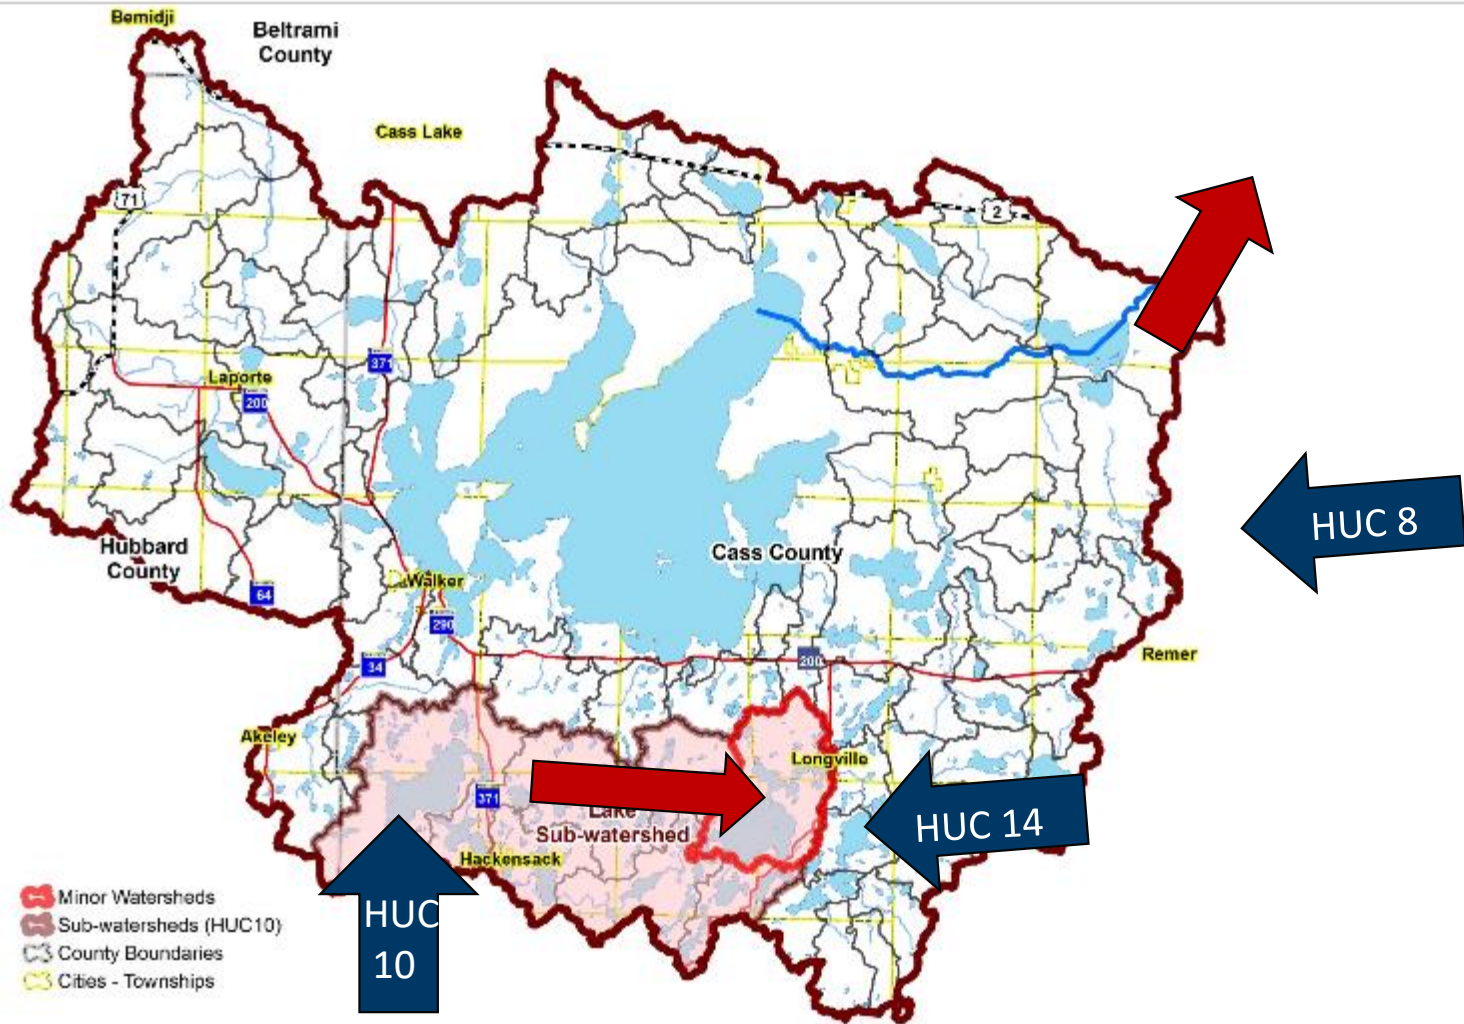 Bemidji
Beltrami
County
Cass Lake
71
2
371
Laporte
200
HUC 8
Hubbard
County
Cass County
64
Walker
290
34
200
Remer
Akeley
Longville
371
Lake
Sub-watershed
HUC 14
Hackensack
HUC
10
Minor Watersheds
Sub-watersheds (HUC10)
County Boundaries
Cities - Townships